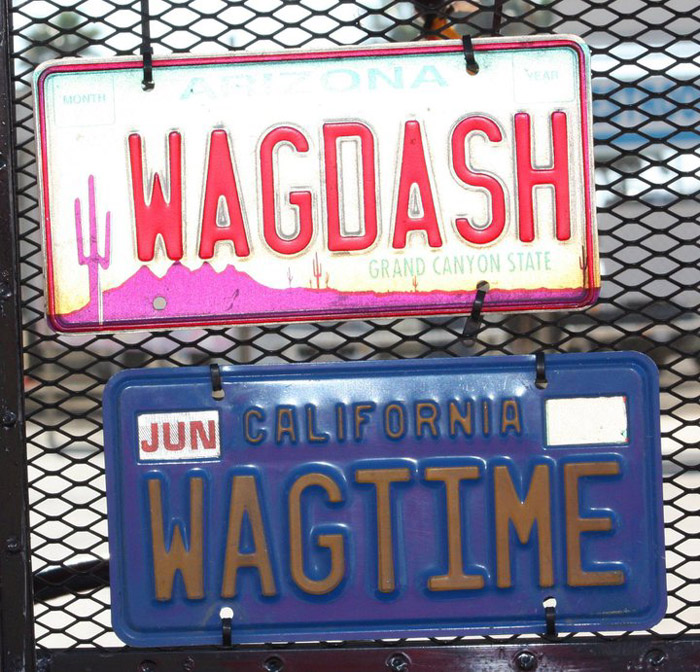 ARIZONA
MONTH
YEAR
WAGDASH
GRAND CANYON STATE
JUN
CALIFORNIA
WAGTIME